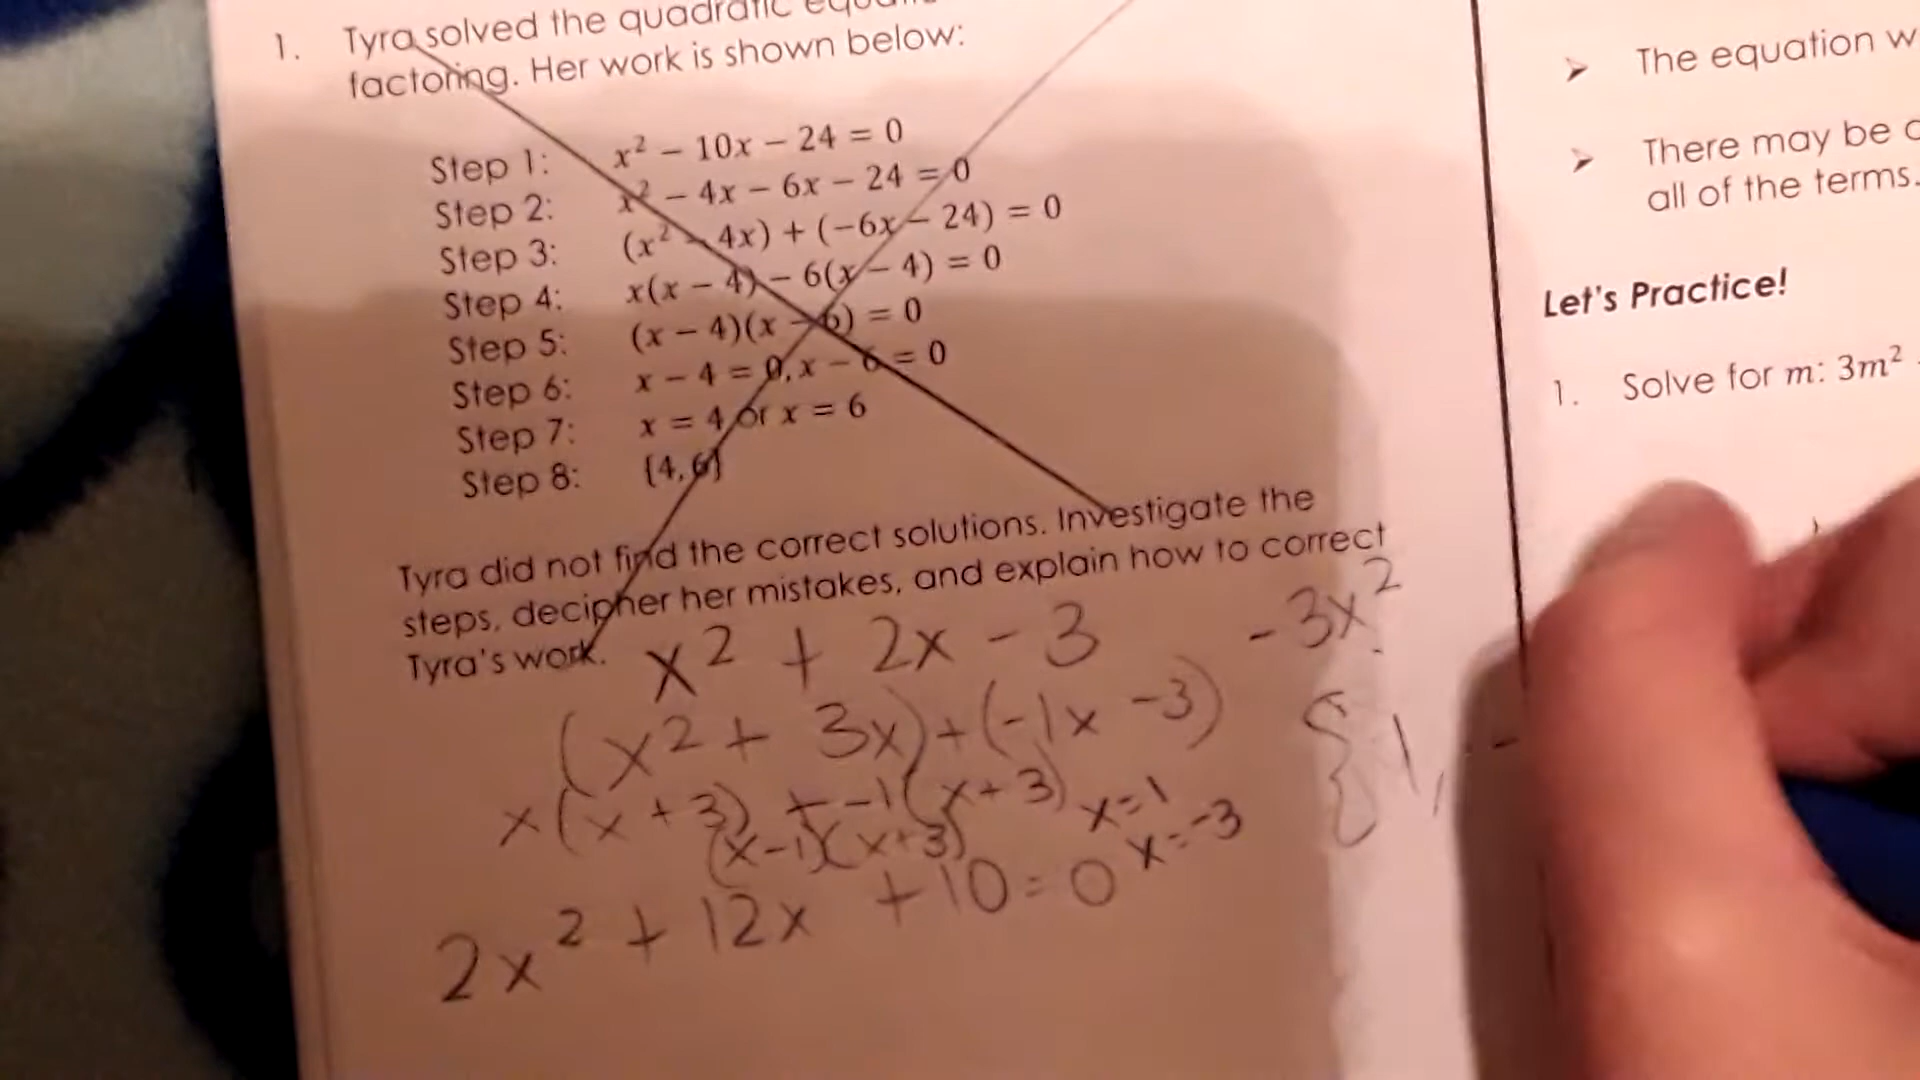 1. Tyra solved the quadratic
factoring. Her work is shown below:
Step 1: x² − 10x − 24 = 0
Step 2: x² − 4x − 6x − 24 = 0
Step 3: (x² − 4x) + (−6x − 24) = 0
Step 4: x(x − 4) − 6(x − 4) = 0
Step 5: (x − 4)(x − 6) = 0
Step 6: x − 4 = 0, x − 6 = 0
Step 7: x = 4 or x = 6
Step 8: {4, 6}
Tyra did not find the correct solutions. Investigate the
steps, decipher her mistakes, and explain how to correct
Tyra's work.
x² + 2x − 3
− 3x²
(x² + 3x) + (−1x − 3)
{1, −
x(x + 3) + −1(x + 3)
x = 1
(x−1)(x+3)
x = −3
2x² + 12x + 10 = 0
➤ The equation w
➤ There may be
all of the terms.
Let's Practice!
1. Solve for m: 3m²